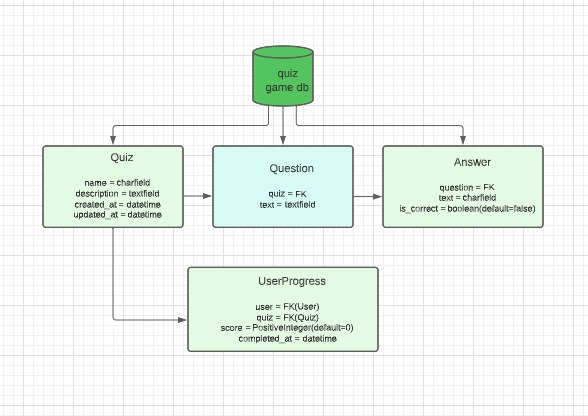 quiz
game db
Quiz
name = charfield
description = textfield
created_at = datetime
updated_at = datetime
Question
quiz = FK
text = textfield
Answer
question = FK
text = charfield
is_correct = boolean(default=false)
UserProgress
user = FK(User)
quiz = FK(Quiz)
score = PositiveInteger(default=0)
completed_at = datetime